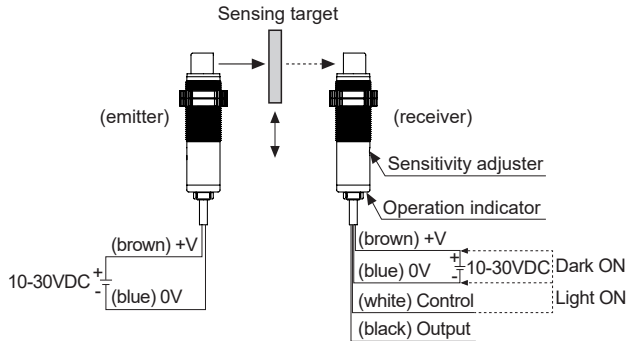 Sensing target
(emitter)
(receiver)
Sensitivity adjuster
Operation indicator
(brown) +V
10-30VDC
+
-
(blue) 0V
(brown) +V
(blue) 0V
+
-
10-30VDC
Dark ON
(white) Control
Light ON
(black) Output